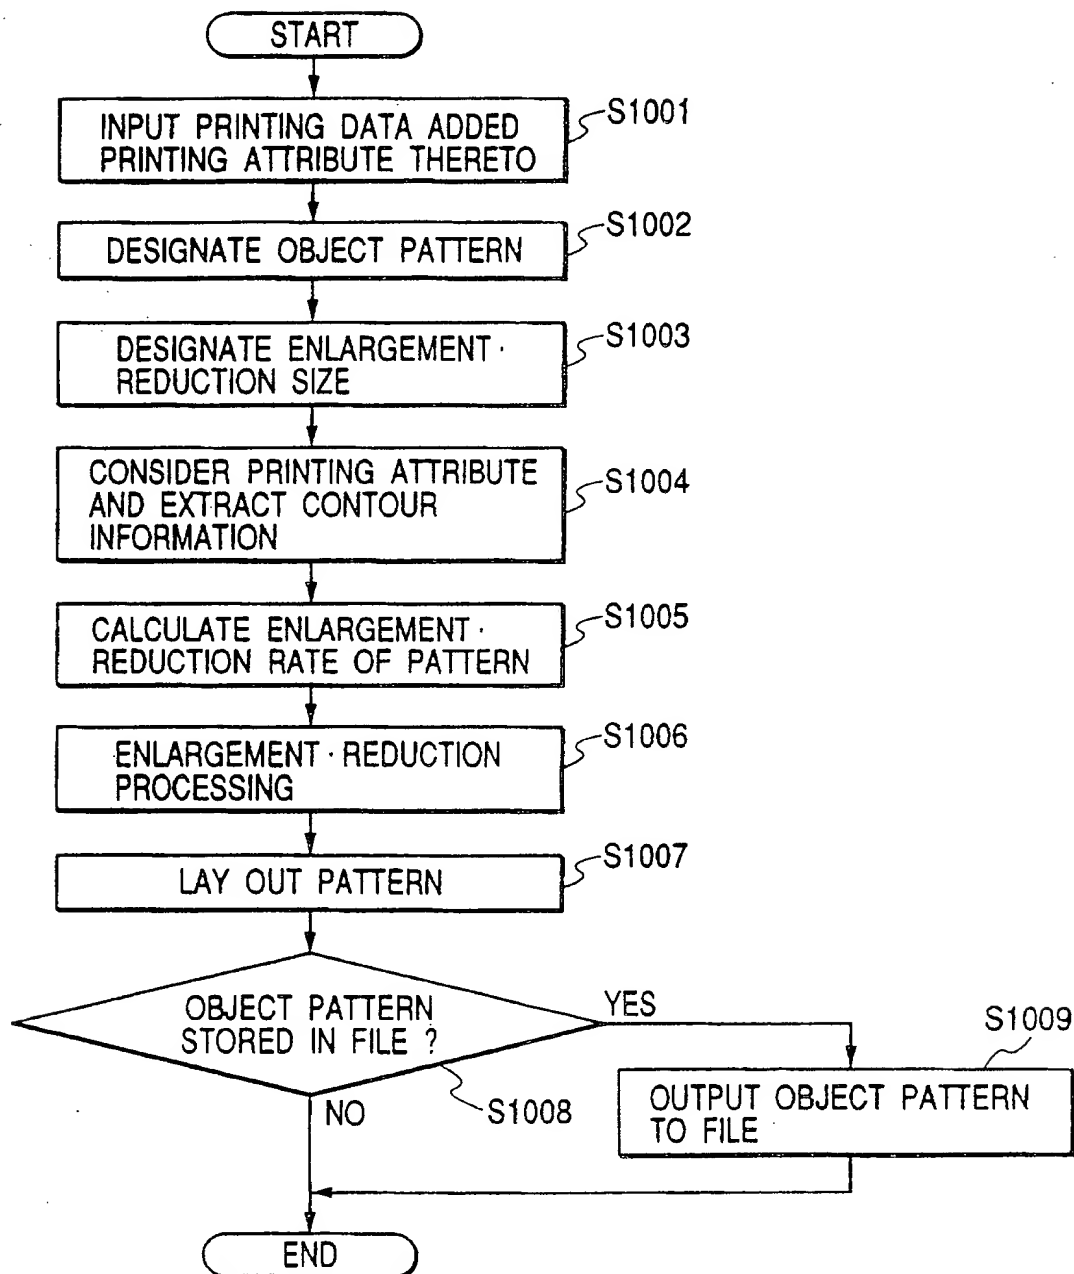 START
INPUT PRINTING DATA ADDED
PRINTING ATTRIBUTE THERETO
S1001
DESIGNATE OBJECT PATTERN
S1002
DESIGNATE ENLARGEMENT ·
REDUCTION SIZE
S1003
CONSIDER PRINTING ATTRIBUTE
AND EXTRACT CONTOUR
INFORMATION
S1004
CALCULATE ENLARGEMENT ·
REDUCTION RATE OF PATTERN
S1005
ENLARGEMENT · REDUCTION
PROCESSING
S1006
LAY OUT PATTERN
S1007
OBJECT PATTERN
STORED IN FILE ?
S1008
YES
NO
S1009
OUTPUT OBJECT PATTERN
TO FILE
END